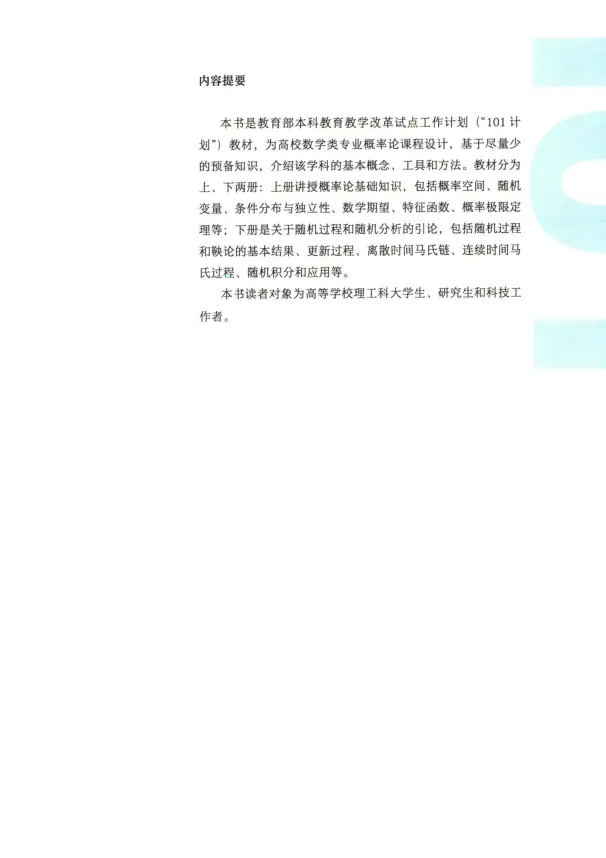 内容提要
本书是教育部本科教育教学改革试点工作计划（“101 计
划”）教材，为高校数学类专业概率论课程设计，基于尽量少
的预备知识，介绍该学科的基本概念、工具和方法。教材分为
上、下两册：上册讲授概率论基础知识，包括概率空间、随机
变量、条件分布与独立性、数学期望、特征函数、概率极限定
理等；下册是关于随机过程和随机分析的引论，包括随机过程
和鞅论的基本结果、更新过程、离散时间马氏链、连续时间马
氏过程、随机积分和应用等。
本书读者对象为高等学校理工科大学生、研究生和科技工
作者。